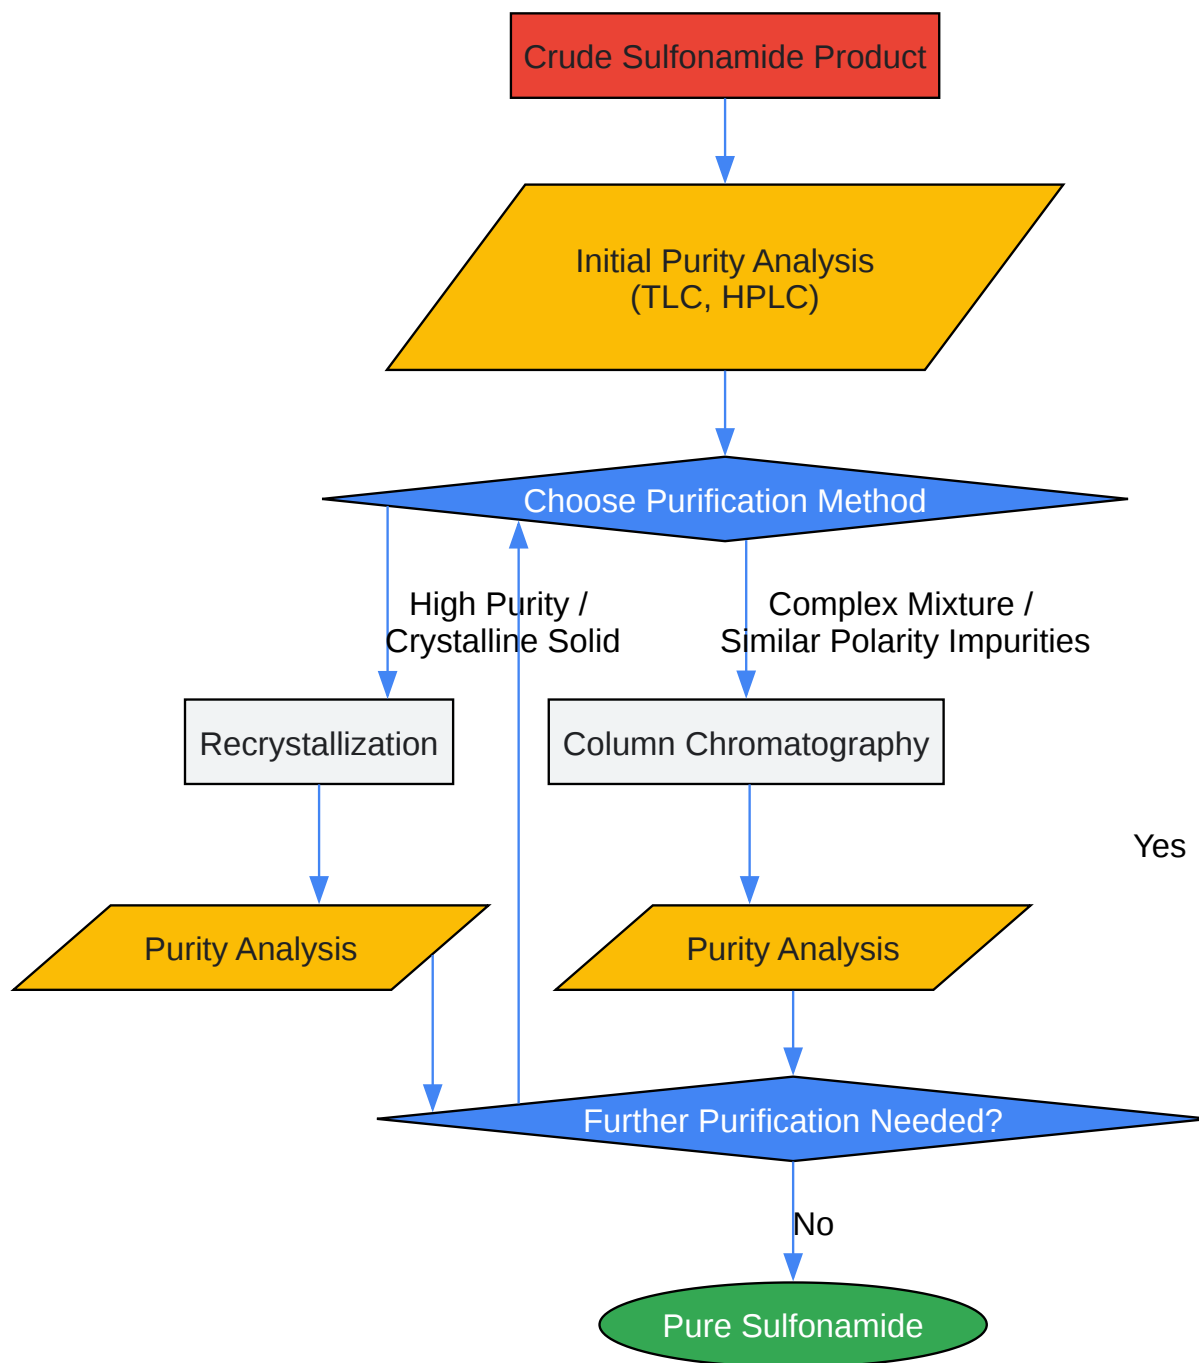 Crude Sulfonamide Product
Initial Purity Analysis
(TLC, HPLC)
Choose Purification Method
High Purity /
Crystalline Solid
Complex Mixture /
Similar Polarity Impurities
Recrystallization
Column Chromatography
Yes
Purity Analysis
Purity Analysis
Further Purification Needed?
No
Pure Sulfonamide